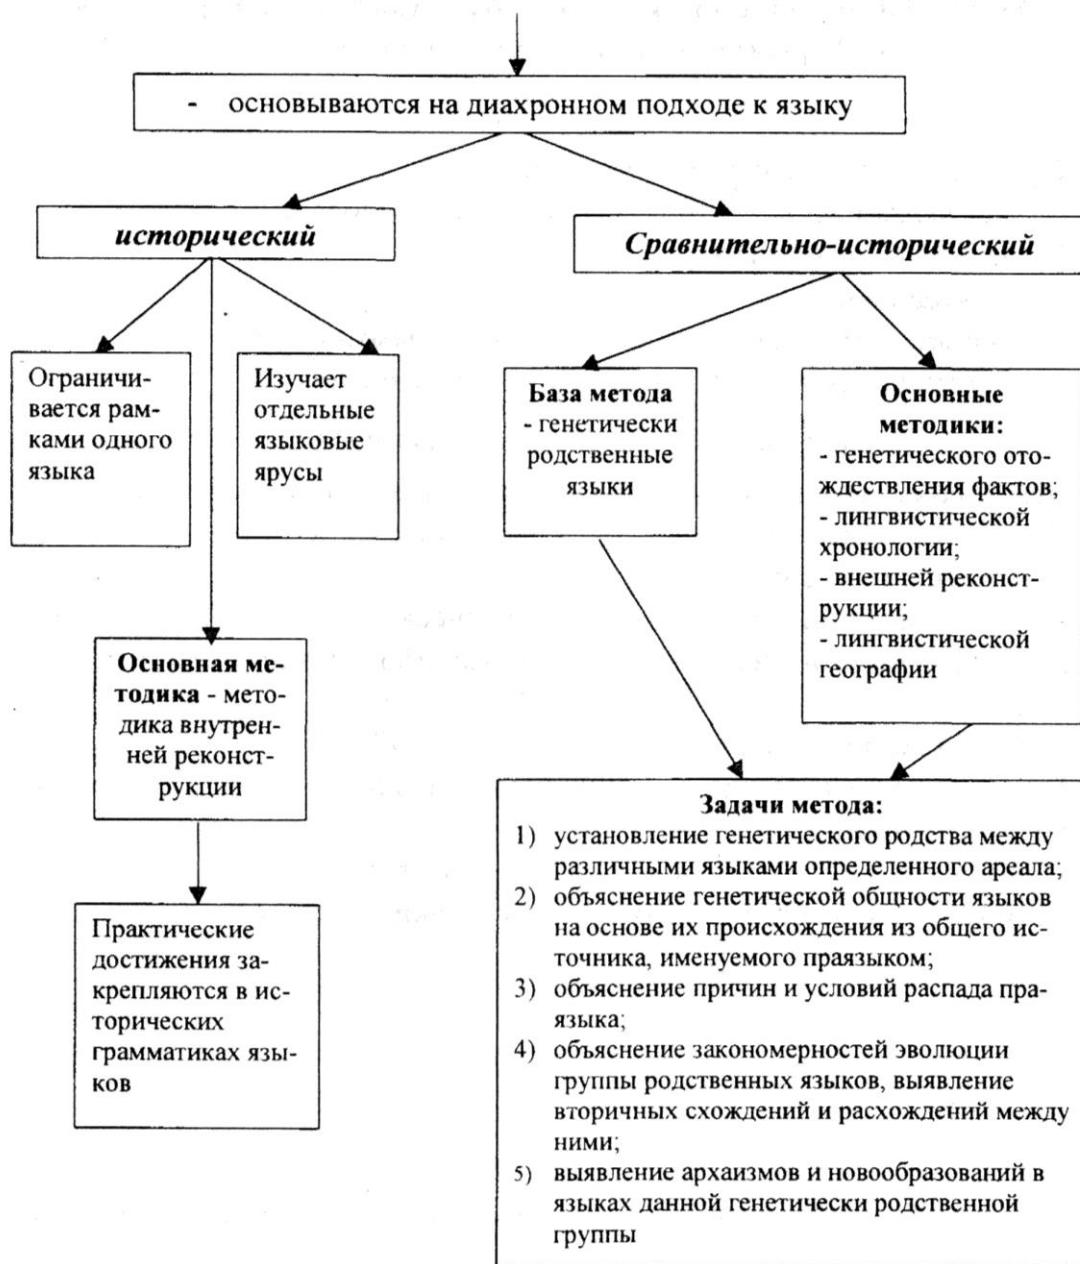 - основываются на диахронном подходе к языку
исторический
Сравнительно-исторический
Ограничи-
вается рам-
ками одного
языка
Изучает
отдельные
языковые
ярусы
База метода
- генетически
родственные
языки
Основные
методики:
- генетического ото-
ждествления фактов;
- лингвистической
хронологии;
- внешней реконст-
рукции;
- лингвистической
географии
Основная ме-
тодика - мето-
дика внутрен-
ней реконст-
рукции
Практические
достижения за-
крепляются в ис-
торических
грамматиках язы-
ков
Задачи метода:
1) установление генетического родства между
различными языками определенного ареала;
2) объяснение генетической общности языков
на основе их происхождения из общего ис-
точника, именуемого праязыком;
3) объяснение причин и условий распада пра-
языка;
4) объяснение закономерностей эволюции
группы родственных языков, выявление
вторичных схождений и расхождений между
ними;
5) выявление архаизмов и новообразований в
языках данной генетически родственной
группы